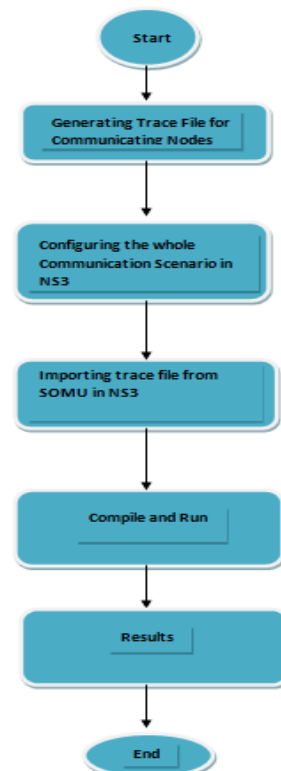 Start
Generating Trace File for
Communicating Nodes
Configuring the whole
Communication Scenario in
NS3
Importing trace file from
SOMU in NS3
Compile and Run
Results
End